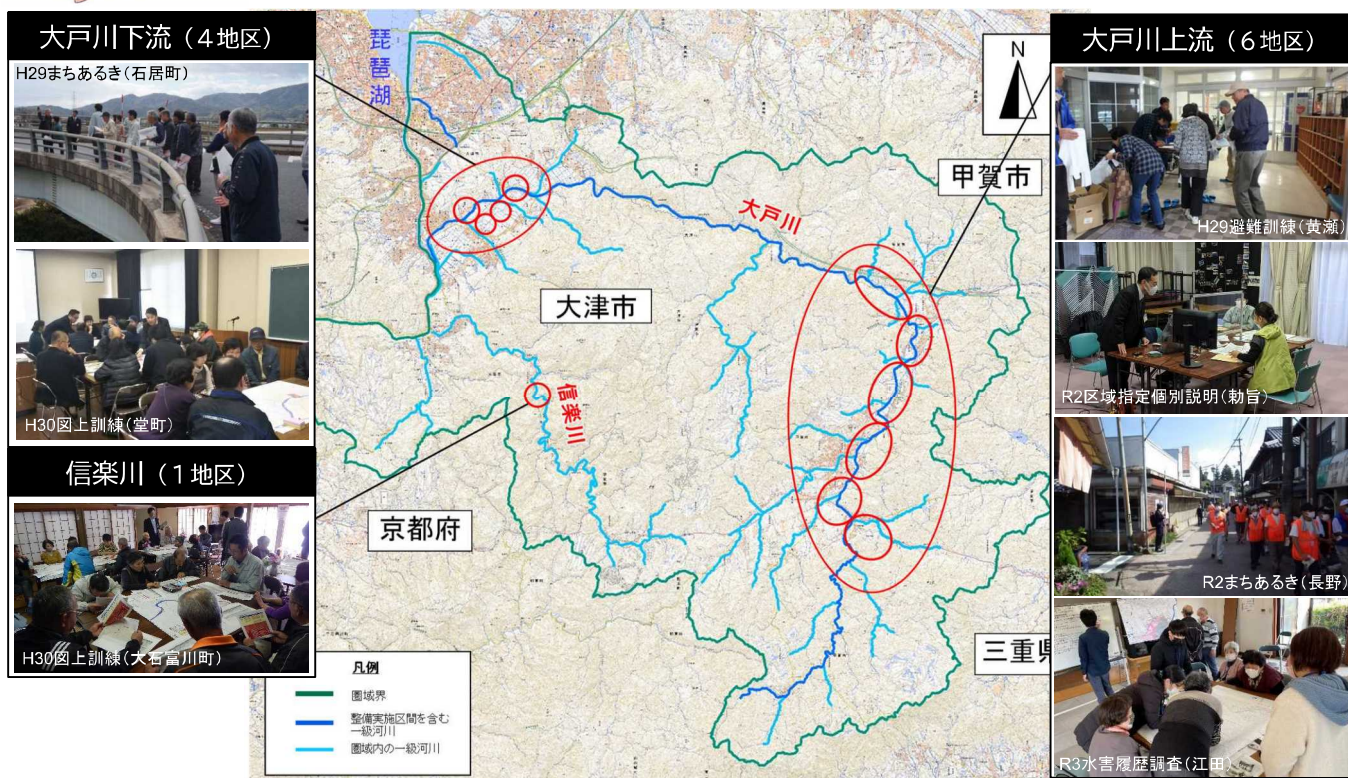 大戸川下流（４地区）
H29まちあるき(石居町)
H30図上訓練(堂町)
信楽川（１地区）
H30図上訓練(大石富川町)
琵琶湖
N
甲賀市
大戸川
大津市
信楽川
京都府
三重県
凡例
圏域界
整備実施区間を含む
一級河川
圏域内の一級河川
大戸川上流（６地区）
H29避難訓練(黄瀬)
R2区域指定個別説明(勅旨)
R2まちあるき(長野)
R3水害履歴調査(江田)